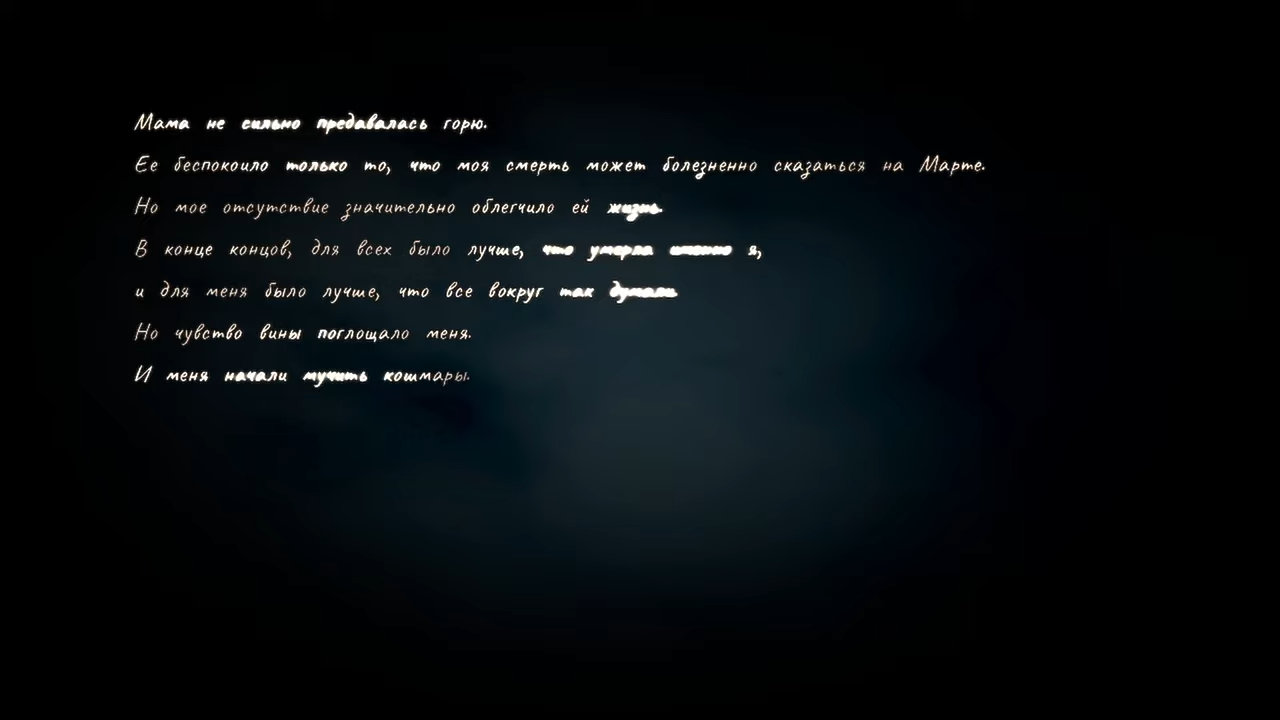 Мама не сильно предавалась горю.
Ее беспокоило только то, что моя смерть может болезненно сказаться на Марте.
Но мое отсутствие значительно облегчило ей жизнь.
В конце концов, для всех было лучше, что умерла именно я,
и для меня было лучше, что все вокруг так думали.
Но чувство вины поглощало меня.
И меня начали мучить кошмары.